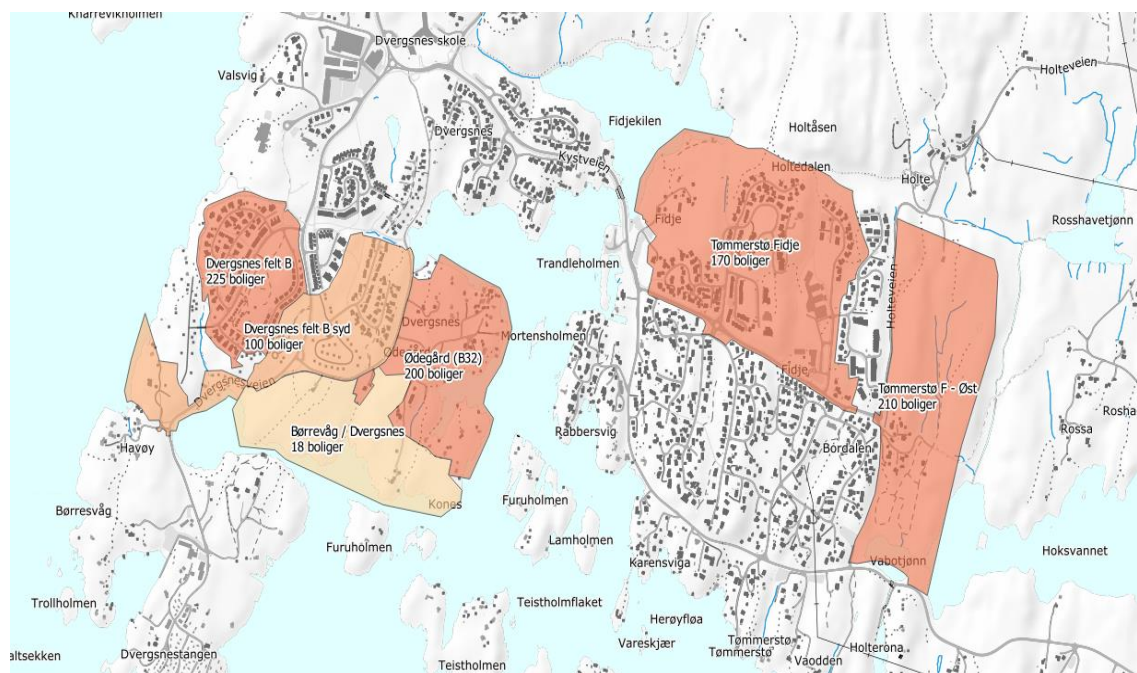 Knarrevikholmen
Dvergsnes skole
Valsvig
Holteveien
Fidjekilen
Holtåsen
Dvergsnes
Kystveien
Holtedalen
Holte
Fidje
Rosshavetjønn
Tømmerstø Fidje
170 boliger
Trandleholmen
Dvergsnes felt B
225 boliger
Holteveien
Dvergsnes
Mortensholmen
Dvergsnes felt B syd
100 boliger
Ødegård
Ødegård (B32)
200 boliger
Fidje
Dvergsnesveien
Tømmerstø F - Øst
210 boliger
Rosha
Børrevåg / Dvergsnes
18 boliger
Rabbersvig
Rossa
Havøy
Bordalen
Kones
Furuholmen
Børresvåg
Furuholmen
Lamholmen
Hoksvannet
Karensviga
Vabotjønn
Trollholmen
Teistholmflaket
Herøyfløa
Vareskjær
Tømmerstø
Tømmerstø
Holterona
altsekken
Dvergsnestangen
Teistholmen
Vaodden